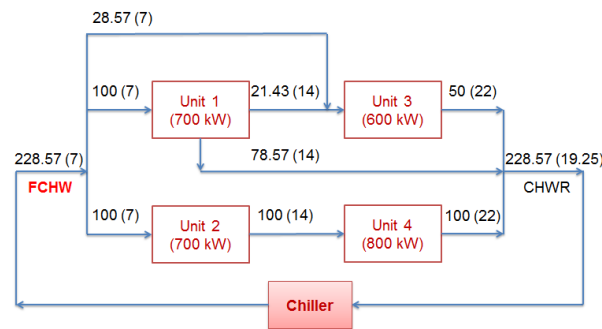 28.57 (7)
100 (7)
Unit 1
(700 kW)
21.43 (14)
Unit 3
(600 kW)
50 (22)
78.57 (14)
228.57 (7)
FCHW
228.57 (19.25)
CHWR
100 (7)
Unit 2
(700 kW)
100 (14)
Unit 4
(800 kW)
100 (22)
Chiller